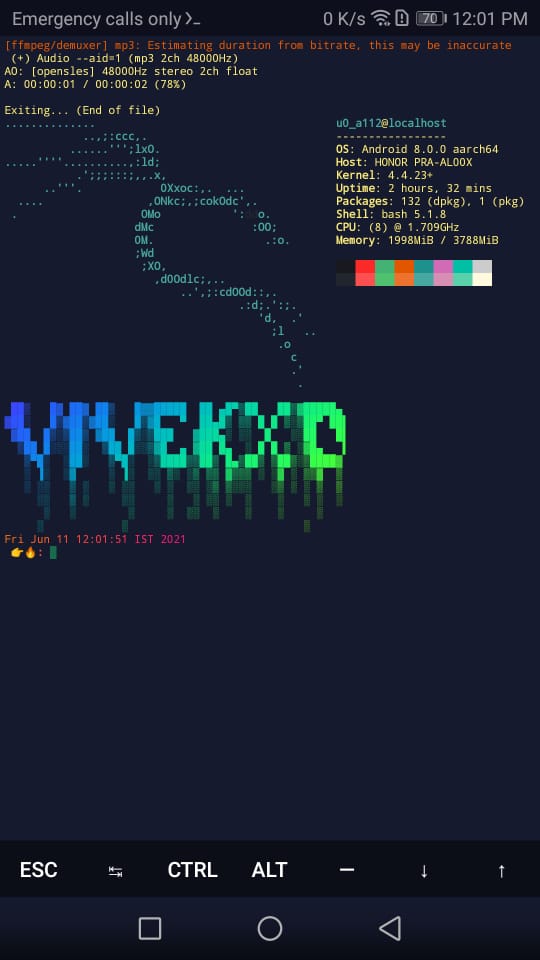 Emergency calls only
0 K/s 70 12:01 PM
[ffmpeg/demuxer] mp3: Estimating duration from bitrate, this may be inaccurate
(+) Audio --aid=1 (mp3 2ch 48000Hz)
AO: [opensles] 48000Hz stereo 2ch float
A: 00:00:01 / 00:00:02 (78%)
Exiting... (End of file)
u0_a112@localhost
-----------------
OS: Android 8.0.0 aarch64
Host: HONOR PRA-AL00X
Kernel: 4.4.23+
Uptime: 2 hours, 32 mins
Packages: 132 (dpkg), 1 (pkg)
Shell: bash 5.1.8
CPU: (8) @ 1.709GHz
Memory: 1998MiB / 3788MiB
Fri Jun 11 12:01:51 IST 2021
👉🔥:
ESC ↹ CTRL ALT — ↓ ↑